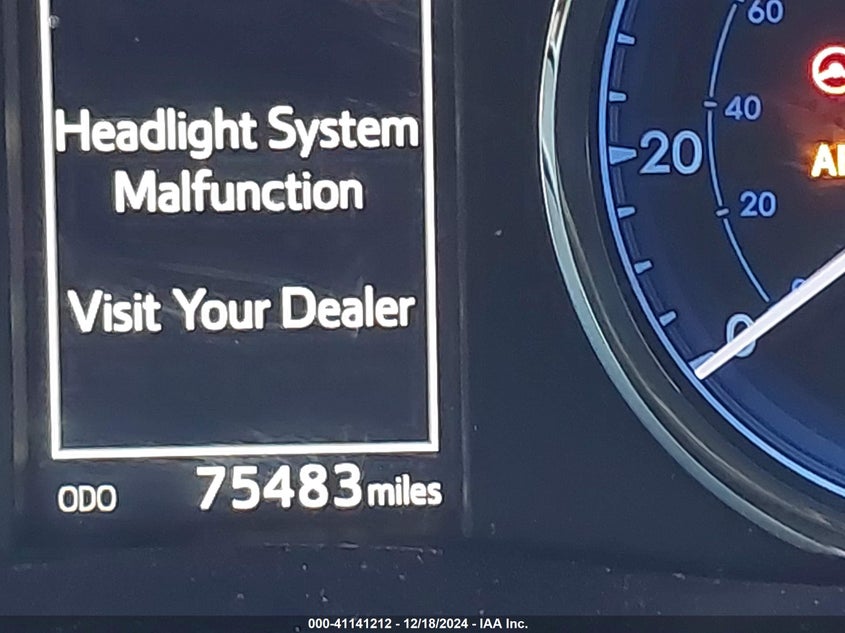 Headlight System
Malfunction
Visit Your Dealer
ODO 75483 miles
60
40
20
20
0
000-41141212 - 12/18/2024 - IAA Inc.